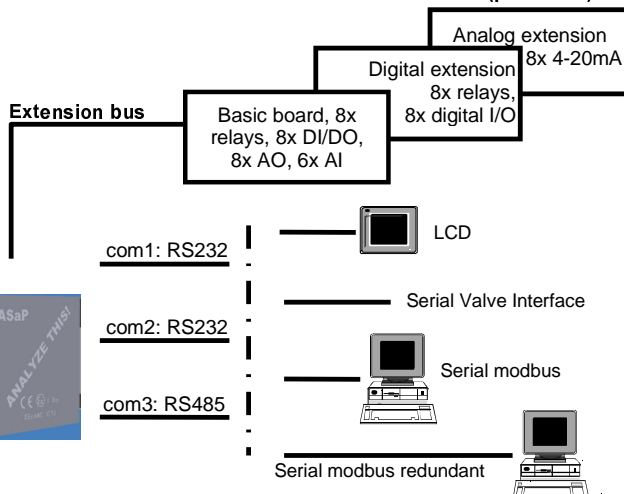 Analog extension
8x 4-20mA
Digital extension
8x relays,
8x digital I/O
Extension bus
Basic board, 8x
relays, 8x DI/DO,
8x AO, 6x AI
LCD
com1: RS232
Serial Valve Interface
com2: RS232
Serial modbus
com3: RS485
Serial modbus redundant
ASaP
ANALYZE THIS!